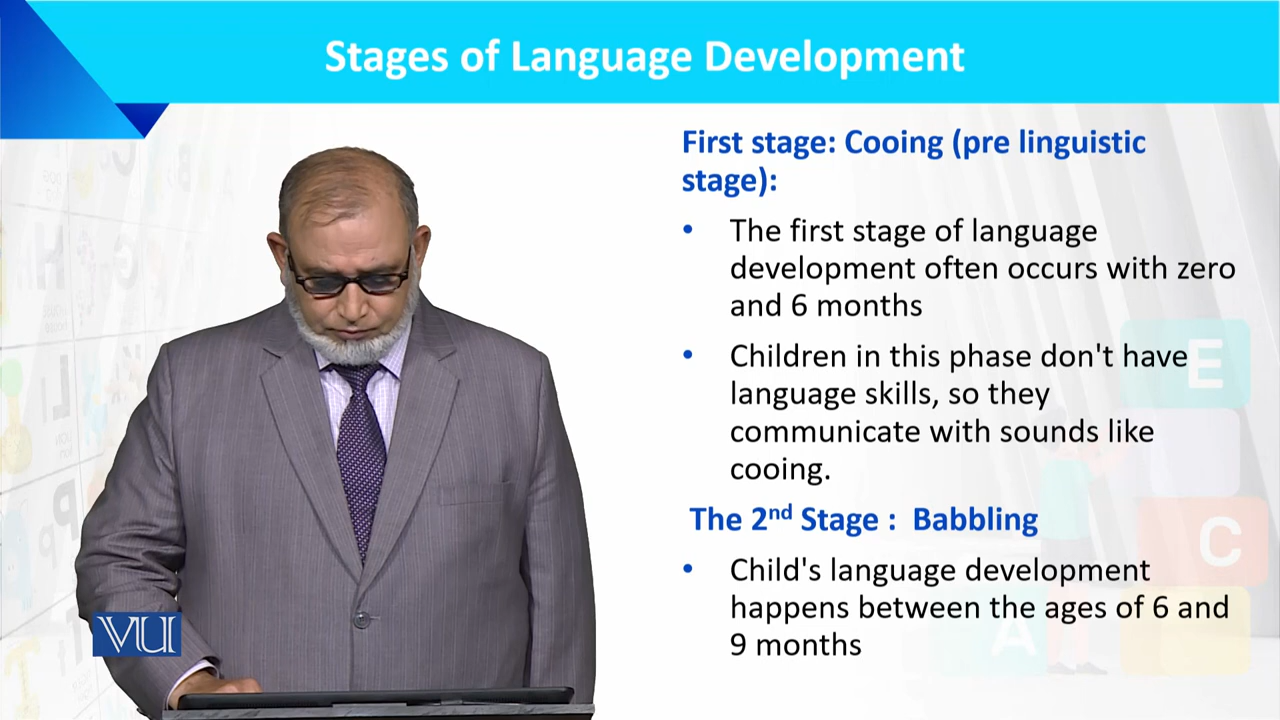 Stages of Language Development
First stage: Cooing (pre linguistic
stage):
• The first stage of language
development often occurs with zero
and 6 months
• Children in this phase don't have
language skills, so they
communicate with sounds like
cooing.
The 2nd Stage : Babbling
• Child's language development
happens between the ages of 6 and
9 months
E
C
A
VU